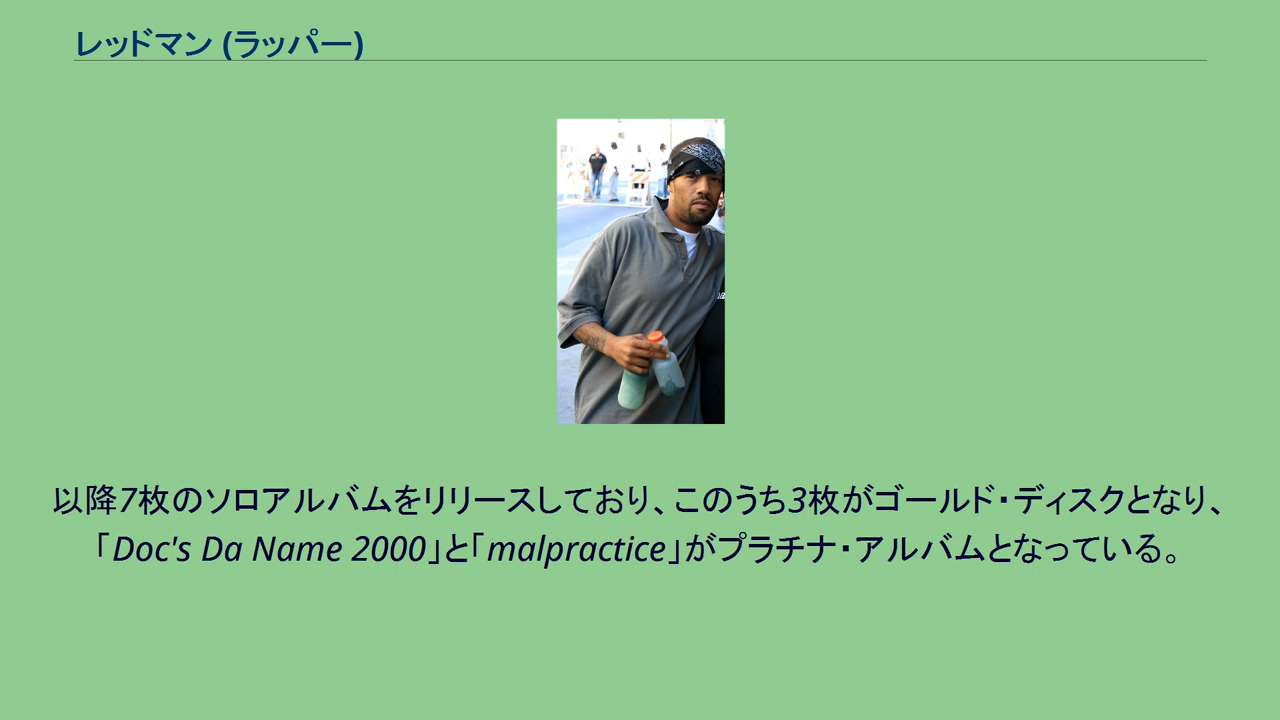 レッドマン (ラッパー)
以降7枚のソロアルバムをリリースしており、このうち3枚がゴールド・ディスクとなり、
「Doc's Da Name 2000」と「malpractice」がプラチナ・アルバムとなっている。